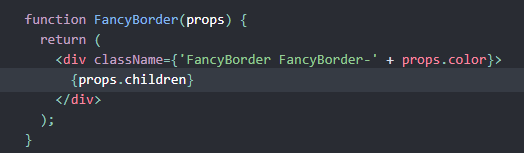 function FancyBorder(props) {
  return (
    <div className={'FancyBorder FancyBorder-' + props.color}>
      {props.children}
    </div>
  );
}